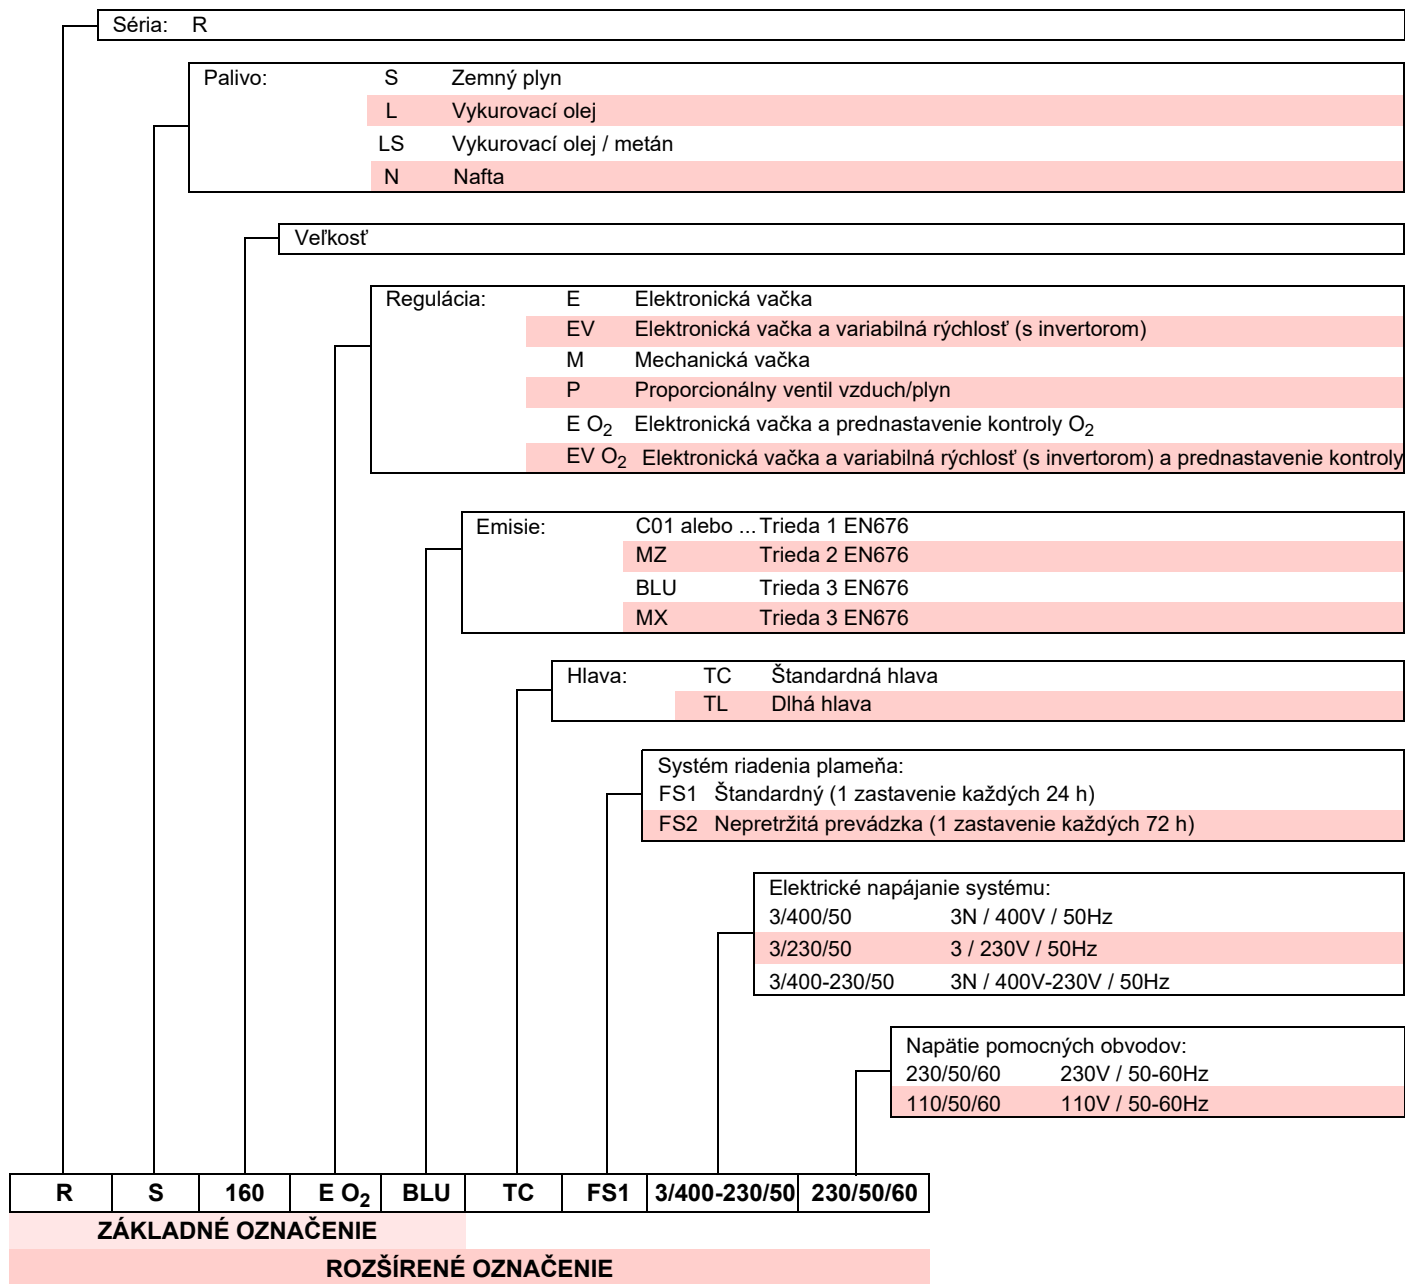 Séria: R
Palivo: S Zemný plyn
L Vykurovací olej
LS Vykurovací olej / metán
N Nafta
Veľkosť
Regulácia: E Elektronická vačka
EV Elektronická vačka a variabilná rýchlosť (s invertorom)
M Mechanická vačka
P Proporcionálny ventil vzduch/plyn
E O2 Elektronická vačka a prednastavenie kontroly O2
EV O2 Elektronická vačka a variabilná rýchlosť (s invertorom) a prednastavenie kontroly
Emisie: C01 alebo ... Trieda 1 EN676
MZ Trieda 2 EN676
BLU Trieda 3 EN676
MX Trieda 3 EN676
Hlava: TC Štandardná hlava
TL Dlhá hlava
Systém riadenia plameňa:
FS1 Štandardný (1 zastavenie každých 24 h)
FS2 Nepretržitá prevádzka (1 zastavenie každých 72 h)
Elektrické napájanie systému:
3/400/50 3N / 400V / 50Hz
3/230/50 3 / 230V / 50Hz
3/400-230/50 3N / 400V-230V / 50Hz
Napätie pomocných obvodov:
230/50/60 230V / 50-60Hz
110/50/60 110V / 50-60Hz
R S 160 E O2 BLU TC FS1 3/400-230/50 230/50/60
ZÁKLADNÉ OZNAČENIE
ROZŠÍRENÉ OZNAČENIE